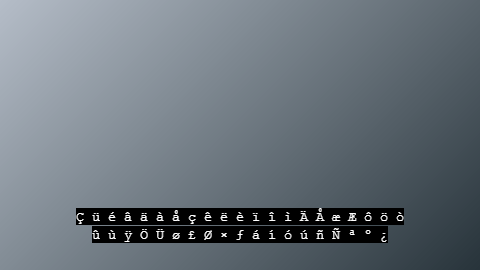 Ç ü é â ä à å ç ê ë è ï î ì Ä Å æ Æ ô ö ò
û ù ÿ Ö Ü ø £ Ø × ƒ á í ó ú ñ Ñ ª º ¿